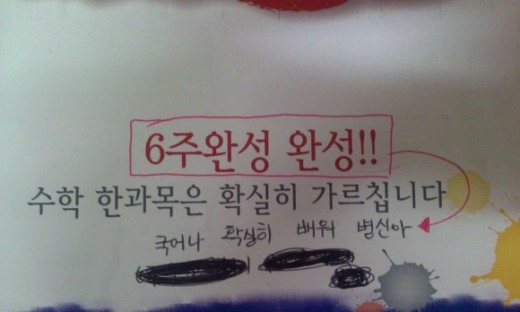 6주완성 완성!!
수학 한과목은 확실히 가르칩니다
국어나 확실히 배워 병신아